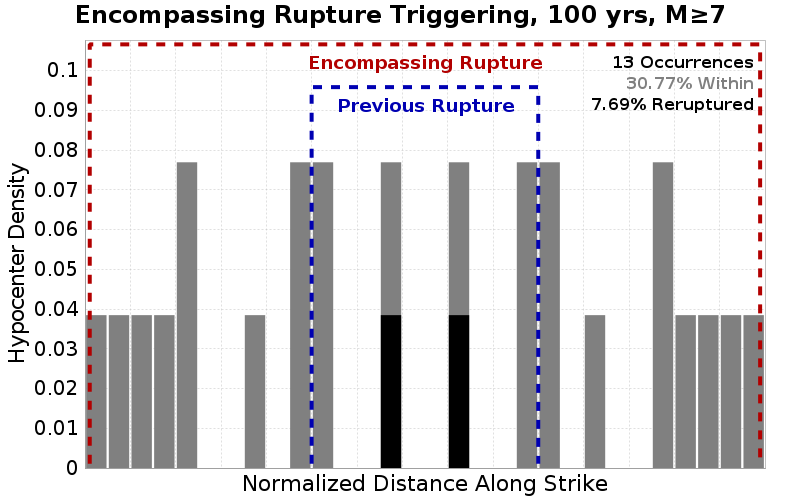 Encompassing Rupture Triggering, 100 yrs, M≥7
Encompassing Rupture
Previous Rupture
13 Occurrences
30.77% Within
7.69% Reruptured
Hypocenter Density
0.1
0.09
0.08
0.07
0.06
0.05
0.04
0.03
0.02
0.01
0
Normalized Distance Along Strike